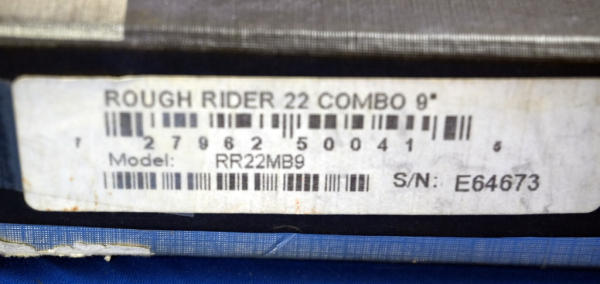 ROUGH RIDER 22 COMBO 9"
7 27962 50041 5
Model: RR22MB9
S/N: E64673